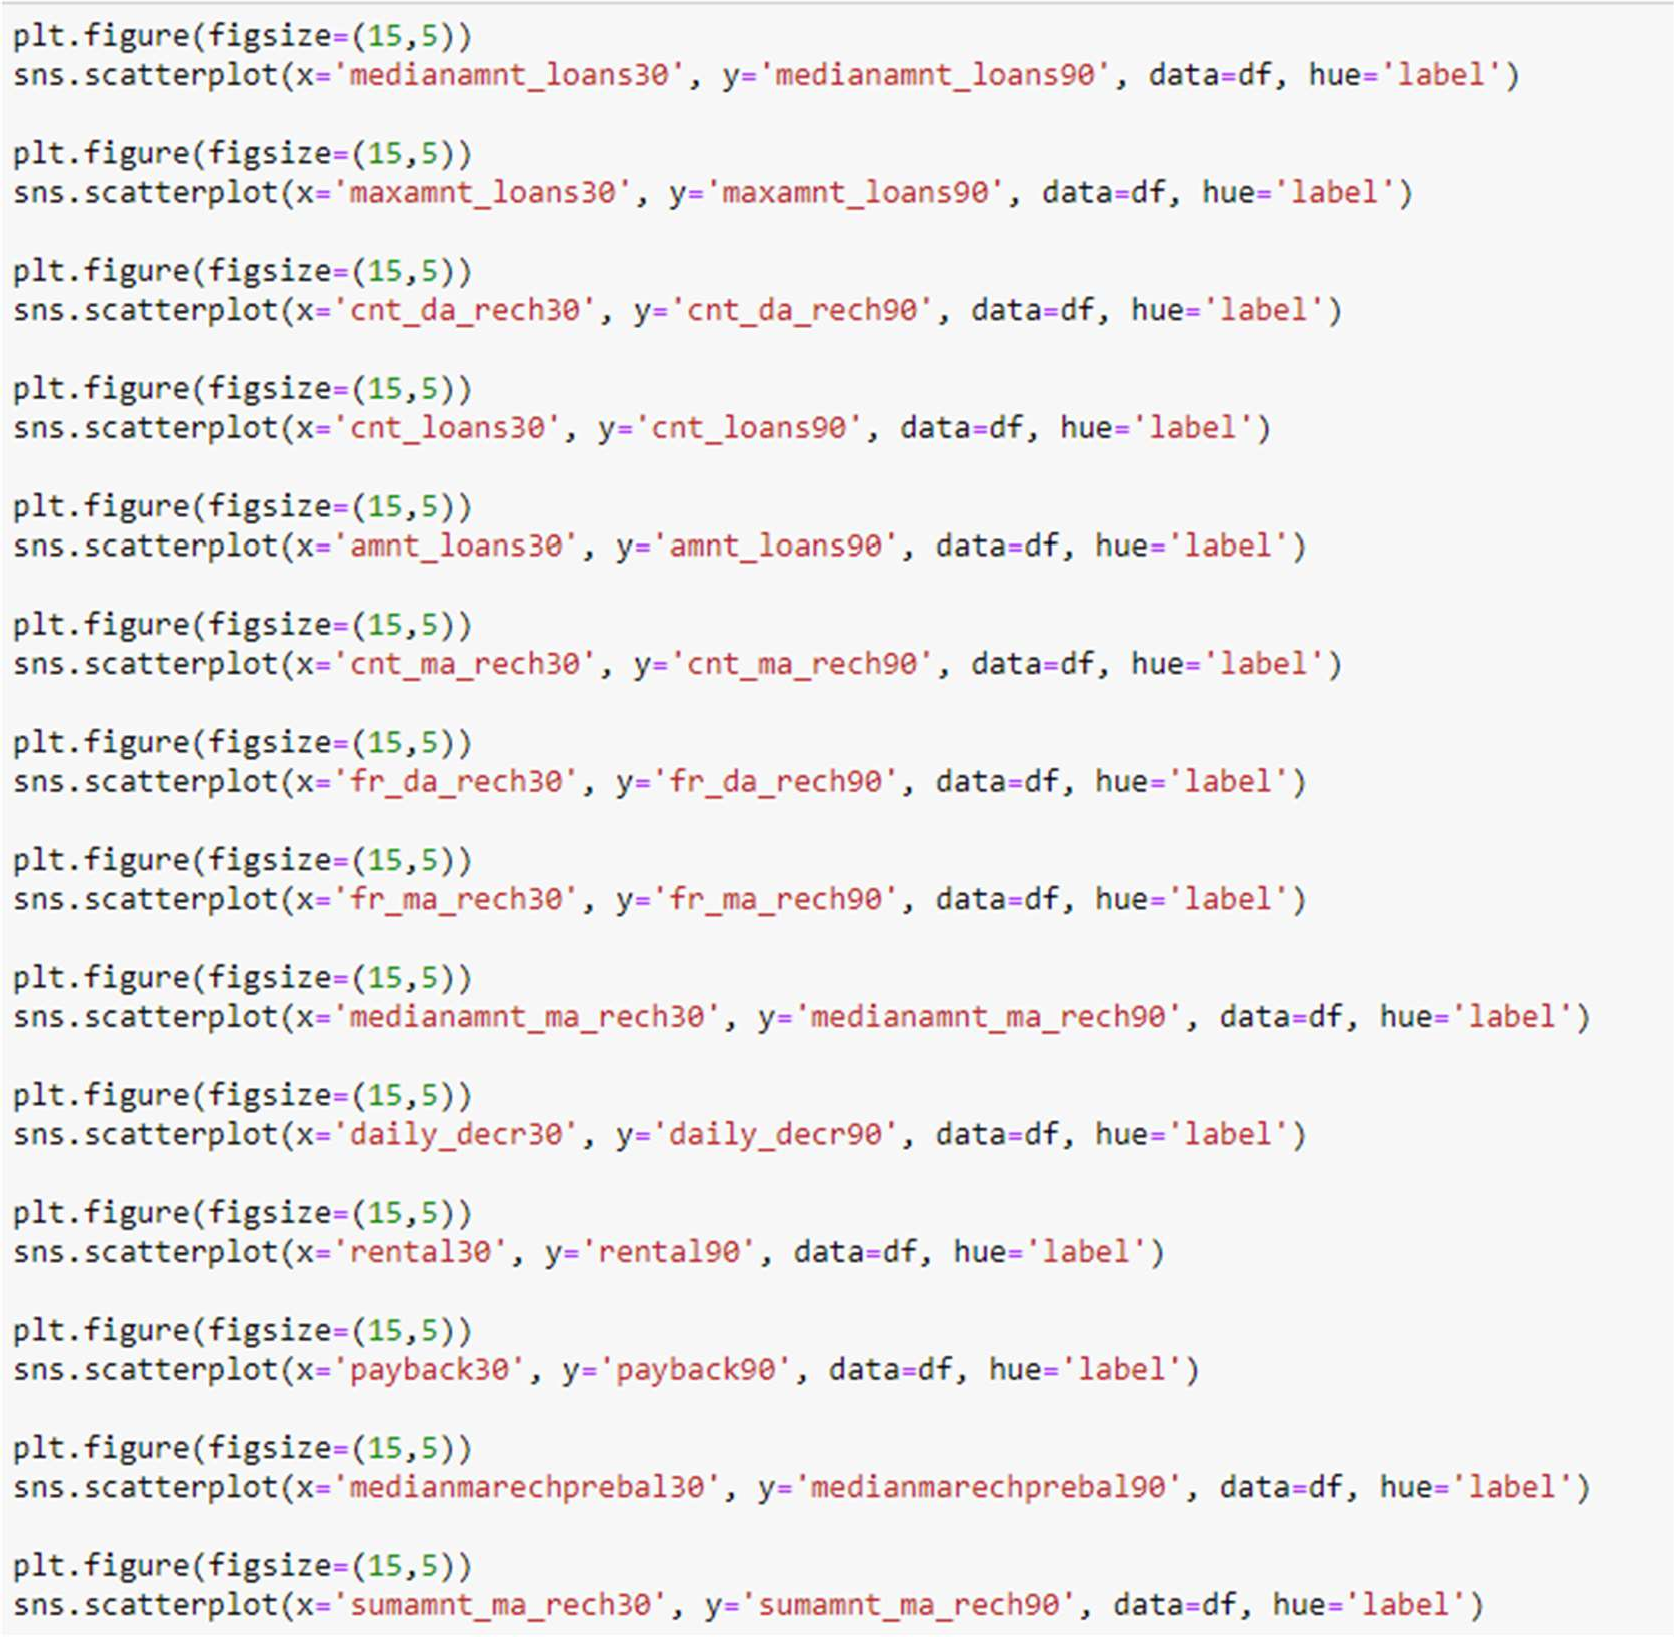 plt.figure(figsize=(15,5))
sns.scatterplot(x='medianamnt_loans30', y='medianamnt_loans90', data=df, hue='label')
plt.figure(figsize=(15,5))
sns.scatterplot(x='maxamnt_loans30', y='maxamnt_loans90', data=df, hue='label')
plt.figure(figsize=(15,5))
sns.scatterplot(x='cnt_da_rech30', y='cnt_da_rech90', data=df, hue='label')
plt.figure(figsize=(15,5))
sns.scatterplot(x='cnt_loans30', y='cnt_loans90', data=df, hue='label')
plt.figure(figsize=(15,5))
sns.scatterplot(x='amnt_loans30', y='amnt_loans90', data=df, hue='label')
plt.figure(figsize=(15,5))
sns.scatterplot(x='cnt_ma_rech30', y='cnt_ma_rech90', data=df, hue='label')
plt.figure(figsize=(15,5))
sns.scatterplot(x='fr_da_rech30', y='fr_da_rech90', data=df, hue='label')
plt.figure(figsize=(15,5))
sns.scatterplot(x='fr_ma_rech30', y='fr_ma_rech90', data=df, hue='label')
plt.figure(figsize=(15,5))
sns.scatterplot(x='medianamnt_ma_rech30', y='medianamnt_ma_rech90', data=df, hue='label')
plt.figure(figsize=(15,5))
sns.scatterplot(x='daily_decr30', y='daily_decr90', data=df, hue='label')
plt.figure(figsize=(15,5))
sns.scatterplot(x='rental30', y='rental90', data=df, hue='label')
plt.figure(figsize=(15,5))
sns.scatterplot(x='payback30', y='payback90', data=df, hue='label')
plt.figure(figsize=(15,5))
sns.scatterplot(x='medianmarechprebal30', y='medianmarechprebal90', data=df, hue='label')
plt.figure(figsize=(15,5))
sns.scatterplot(x='sumamnt_ma_rech30', y='sumamnt_ma_rech90', data=df, hue='label')